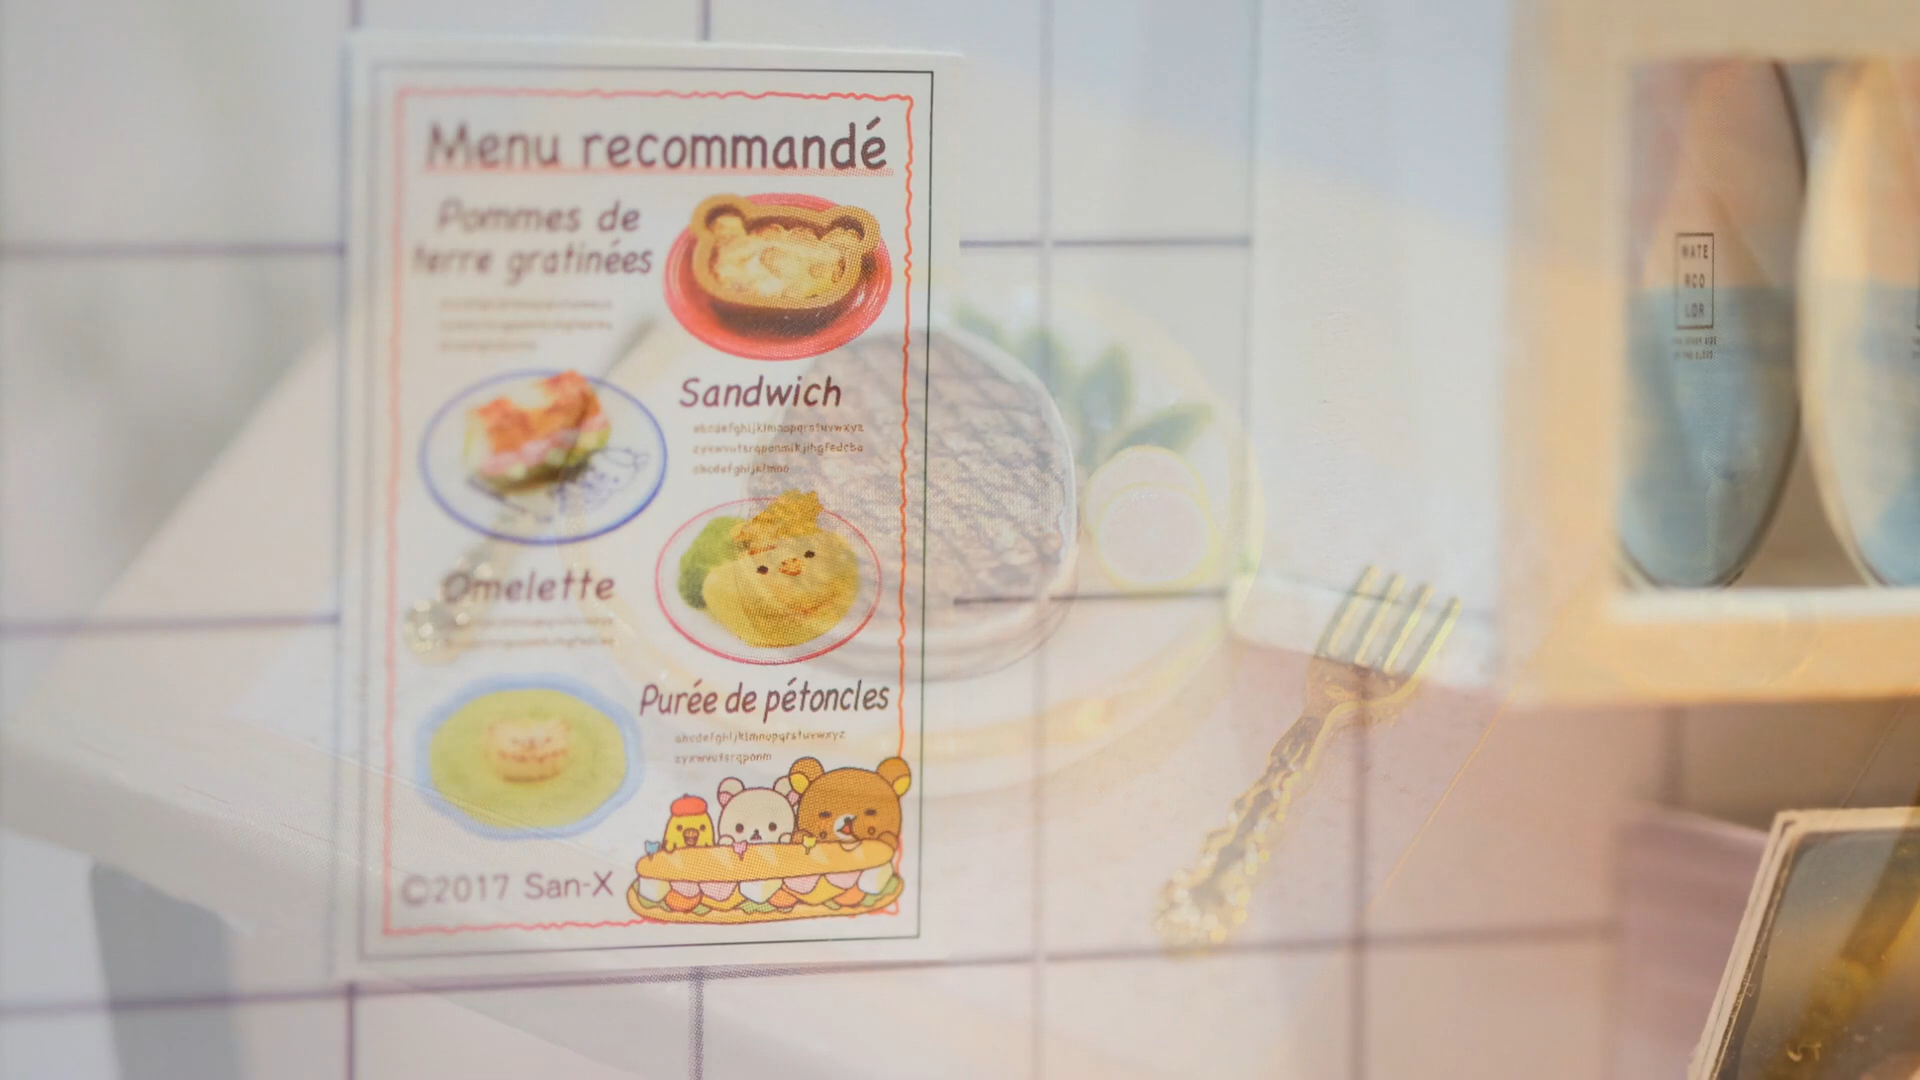 Menu recommandé
Pommes de
terre gratinées
Sandwich
abcdefghijklmnopqrstuvwxyz
zyxwvutsrqponmlkjihgfedcba
abcdefghijklmno
Omelette
Purée de pétoncles
abcdefghijklmnopqrstuvwxyz
zyxwvutsrqponm
©2017 San-X
WATE
RCO
LOR